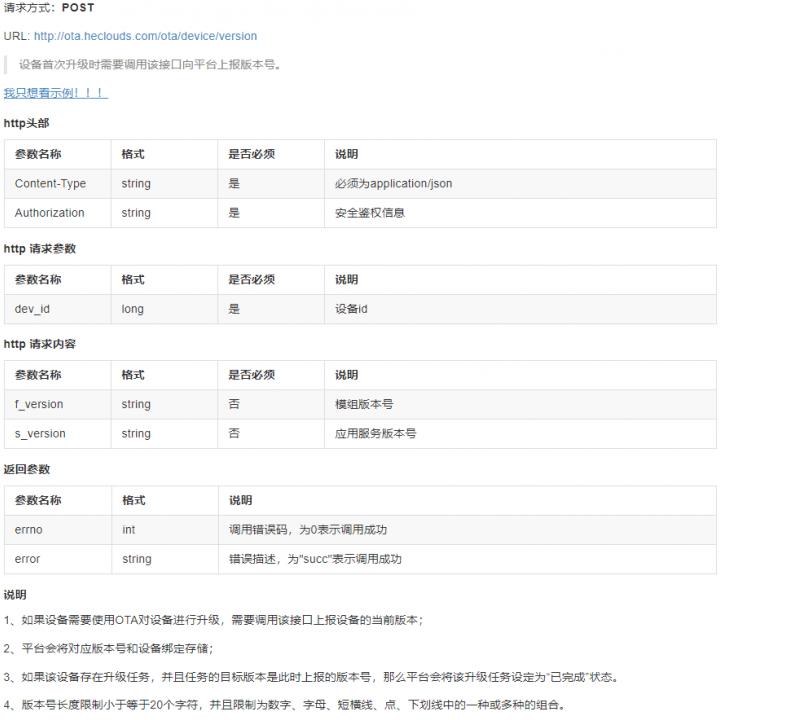 请求方式：POST
URL: http://ota.heclouds.com/ota/device/version
设备首次升级时需要调用该接口向平台上报版本号。
我只想看示例！！！
http头部
参数名称 格式 是否必须 说明
Content-Type string 是 必须为application/json
Authorization string 是 安全鉴权信息
http 请求参数
参数名称 格式 是否必须 说明
dev_id long 是 设备id
http 请求内容
参数名称 格式 是否必须 说明
f_version string 否 模组版本号
s_version string 否 应用服务版本号
返回参数
参数名称 格式 说明
errno int 调用错误码，为0表示调用成功
error string 错误描述，为"succ"表示调用成功
说明
1、如果设备需要使用OTA对设备进行升级，需要调用该接口上报设备的当前版本；
2、平台会将对应版本号和设备绑定存储；
3、如果该设备存在升级任务，并且任务的目标版本是此时上报的版本号，那么平台会将该升级任务设定为“已完成”状态。
4、版本号长度限制小于等于20个字符，并且限制为数字、字母、短横线、点、下划线中的一种或多种的组合。